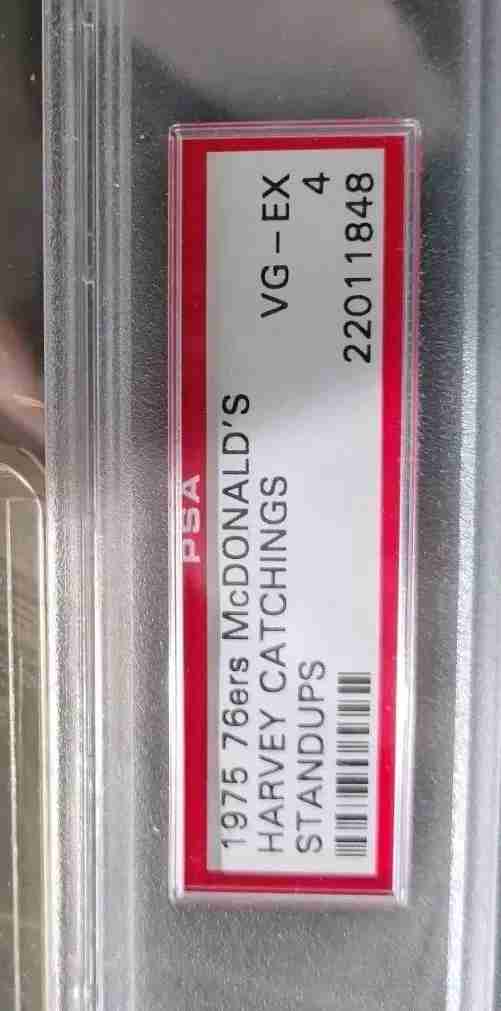 PSA
1975 76ers McDONALD'S
HARVEY CATCHINGS VG-EX
STANDUPS 4
22011848